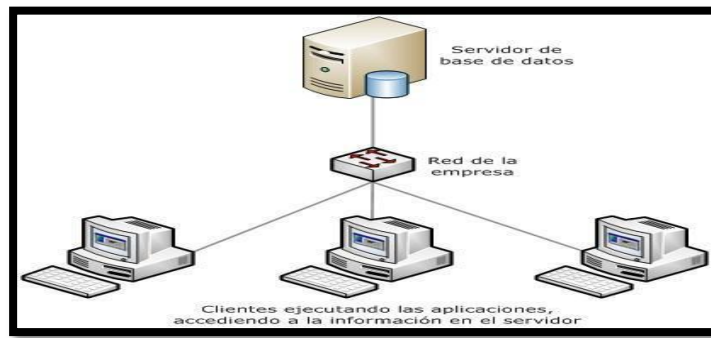 Servidor de
base de datos
Red de la
empresa
Clientes ejecutando las aplicaciones,
accediendo a la información en el servidor